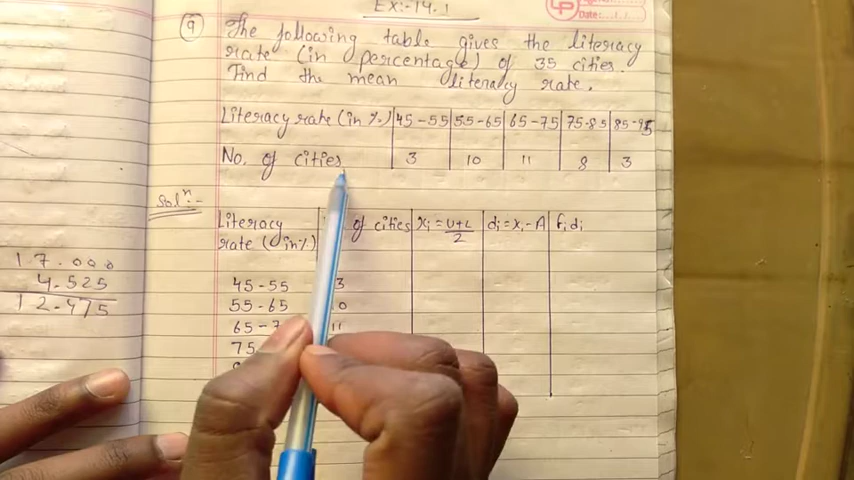 Ex:-14.1
Date:
9 The following table gives the literacy
rate (in percentage) of 35 cities.
Find the mean literacy rate.
Literacy rate (in %) 45-55 55-65 65-75 75-85 85-95
No. of cities 3 10 11 8 3
Solⁿ:-
Literacy rate (in%) of cities xi = U+L/2 di = xi - A fidi
45-55 3
55-65 0
65-7 11
75
17.000
4.525
12.475